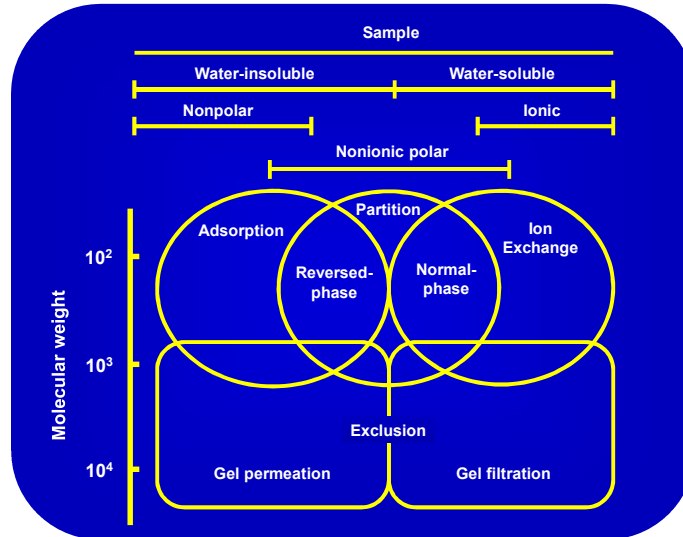 Sample
Water-insoluble
Water-soluble
Nonpolar
Ionic
Nonionic polar
Partition
Adsorption
Ion
Exchange
Reversed-
phase
Normal-
phase
Molecular weight
10²
10³
10⁴
Exclusion
Gel permeation
Gel filtration